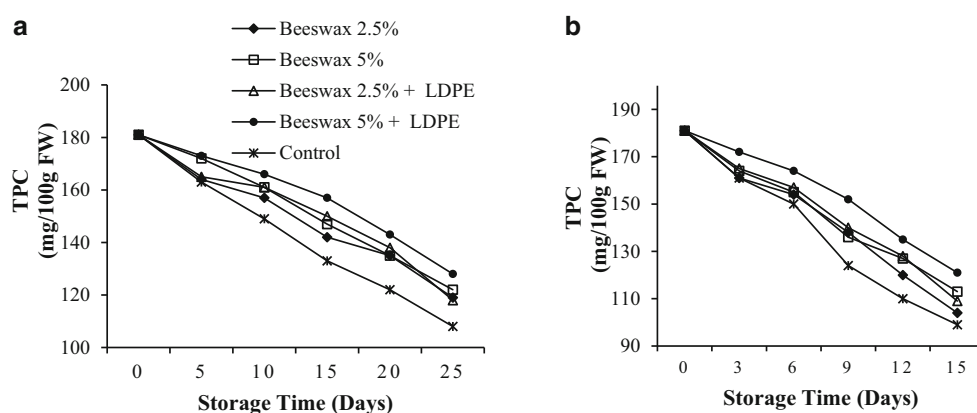 a
Beeswax 2.5%
Beeswax 5%
Beeswax 2.5% + LDPE
Beeswax 5% + LDPE
Control
200
180
160
140
120
100
TPC
(mg/100g FW)
0 5 10 15 20 25
Storage Time (Days)
b
190
170
150
130
110
90
TPC
(mg/100g FW)
0 3 6 9 12 15
Storage Time (Days)